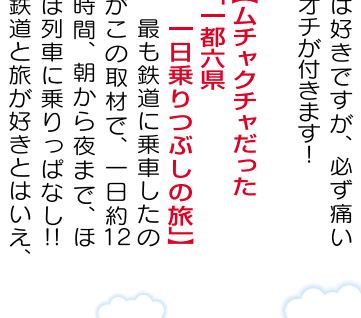 は好きですが、必ず痛い
オチが付きます！
【ムチャクチャだった
「一都六県
一日乗りつぶしの旅」】
最も鉄道に乗車したの
がこの取材で、一日約12
時間、朝から夜まで、ほ
は列車に乗りっぱなし!!
鉄道と旅が好きとはいえ、